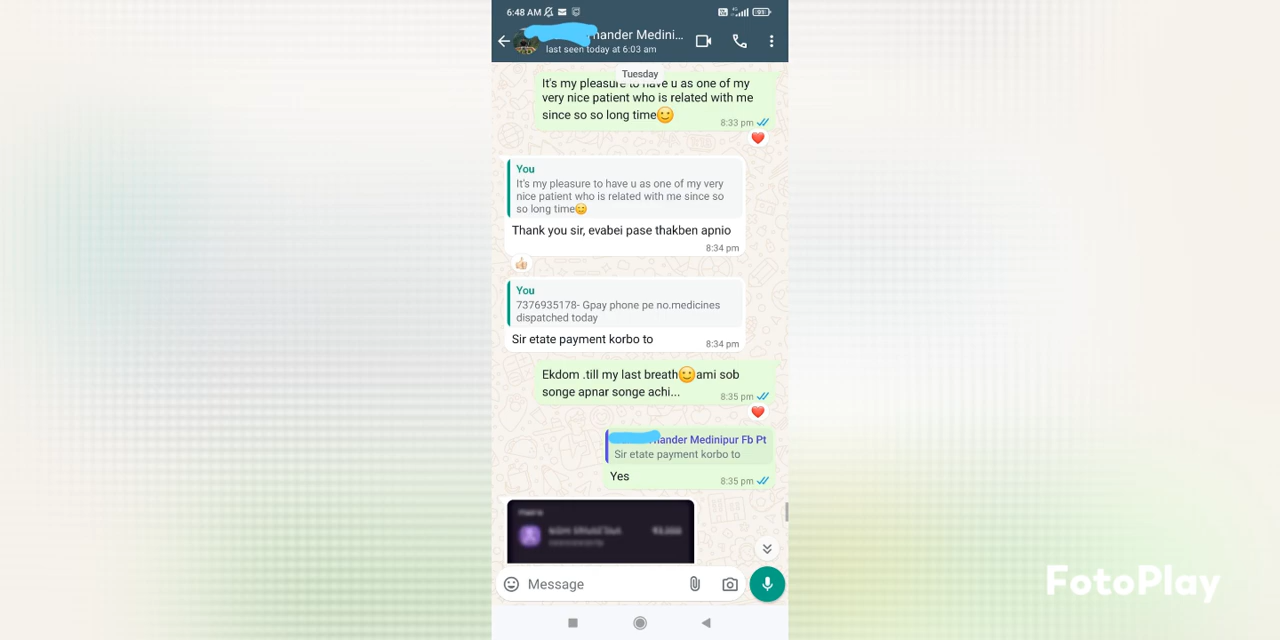 6:48 AM
91
hander Medini...
last seen today at 6:03 am
Tuesday
It's my pleasure to have u as one of my
very nice patient who is related with me
since so so long time🙂
8:33 pm
You
It's my pleasure to have u as one of my very
nice patient who is related with me since so
so long time🙂
Thank you sir, evabei pase thakben apnio
8:34 pm
You
7376935178- Gpay phone pe no.medicines
dispatched today
Sir etate payment korbo to
8:34 pm
Ekdom .till my last breath🙂ami sob
songe apnar songe achi...
8:35 pm
hander Medinipur Fb Pt
Sir etate payment korbo to
Yes
8:35 pm
Message
FotoPlay